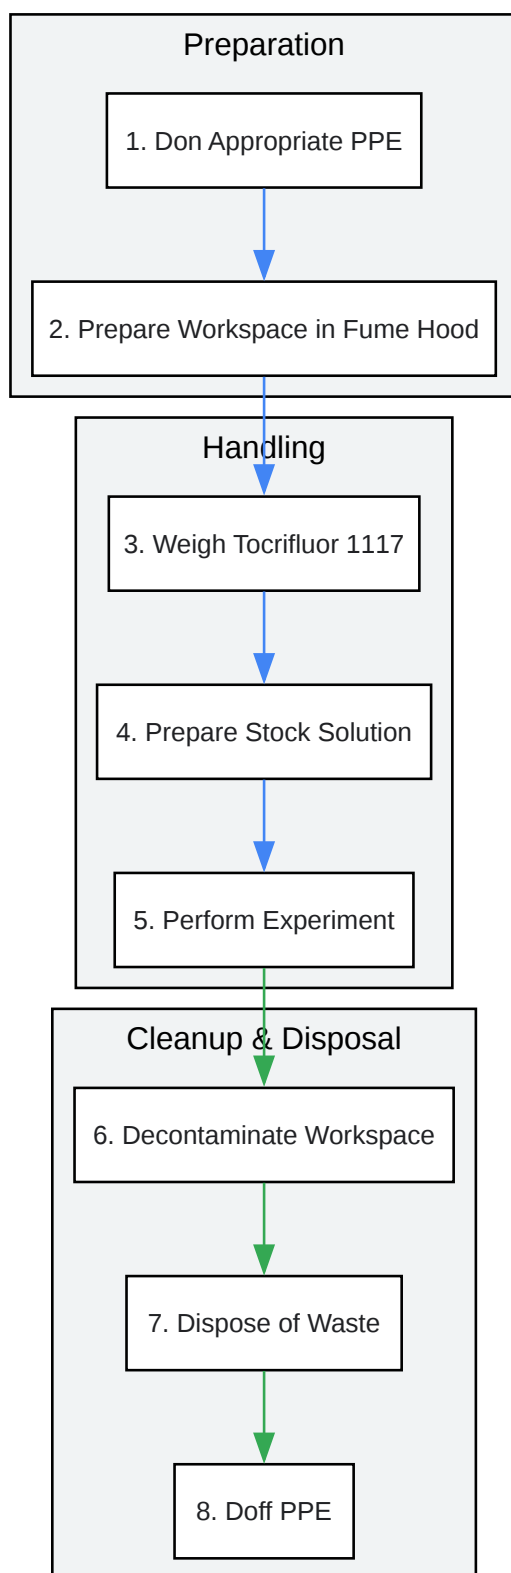 Preparation
1. Don Appropriate PPE
2. Prepare Workspace in Fume Hood
Handling
3. Weigh Tocrifluor 1117
4. Prepare Stock Solution
5. Perform Experiment
Cleanup & Disposal
6. Decontaminate Workspace
7. Dispose of Waste
8. Doff PPE